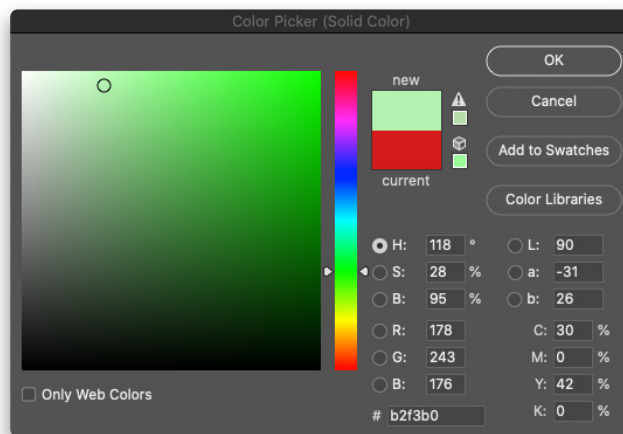 Color Picker (Solid Color)
new
current
OK
Cancel
Add to Swatches
Color Libraries
H: 118 °
S: 28 %
B: 95 %
R: 178
G: 243
B: 176
# b2f3b0
L: 90
a: -31
b: 26
C: 30 %
M: 0 %
Y: 42 %
K: 0 %
Only Web Colors